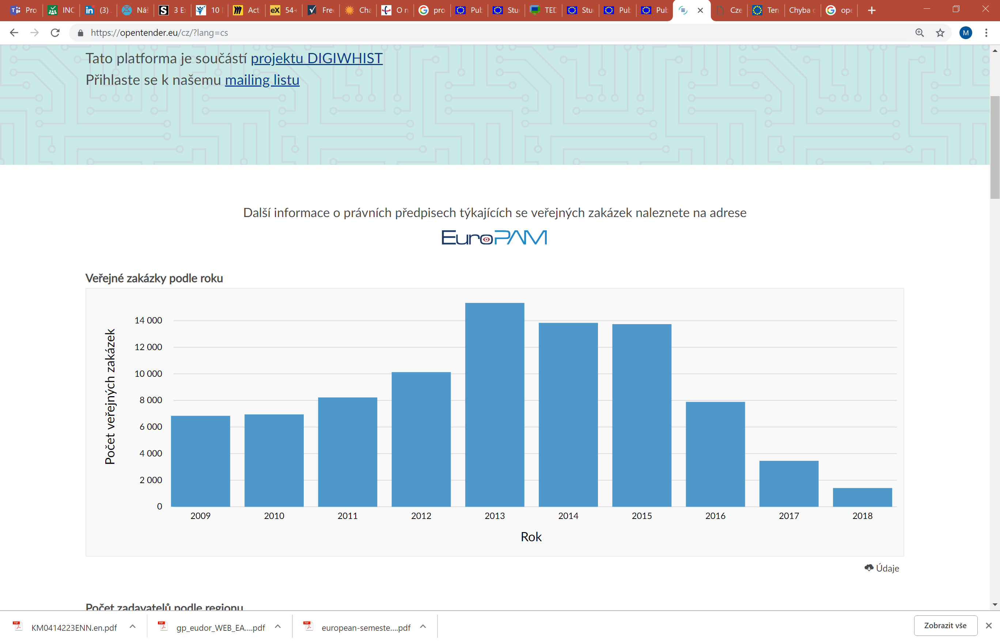 Pro
INC
(3)
Náš
3 E
10
Act
eX 54
Free
Cha
O n
pro
Pub
Stu
TED
Stu
Pub
Pub
Cze
Ten
Chyba
ope
https://opentender.eu/cz/?lang=cs
M
Tato platforma je součástí projektu DIGIWHIST
Přihlaste se k našemu mailing listu
Další informace o právních předpisech týkajících se veřejných zakázek naleznete na adrese
EuroPAM
Veřejné zakázky podle roku
Počet veřejných zakázek
14 000
12 000
10 000
8 000
6 000
4 000
2 000
0
2009 2010 2011 2012 2013 2014 2015 2016 2017 2018
Rok
Údaje
Počet zadavatelů podle regionu
KM0414223ENN.en.pdf
gp_eudor_WEB_EA....pdf
european-semeste....pdf
Zobrazit vše